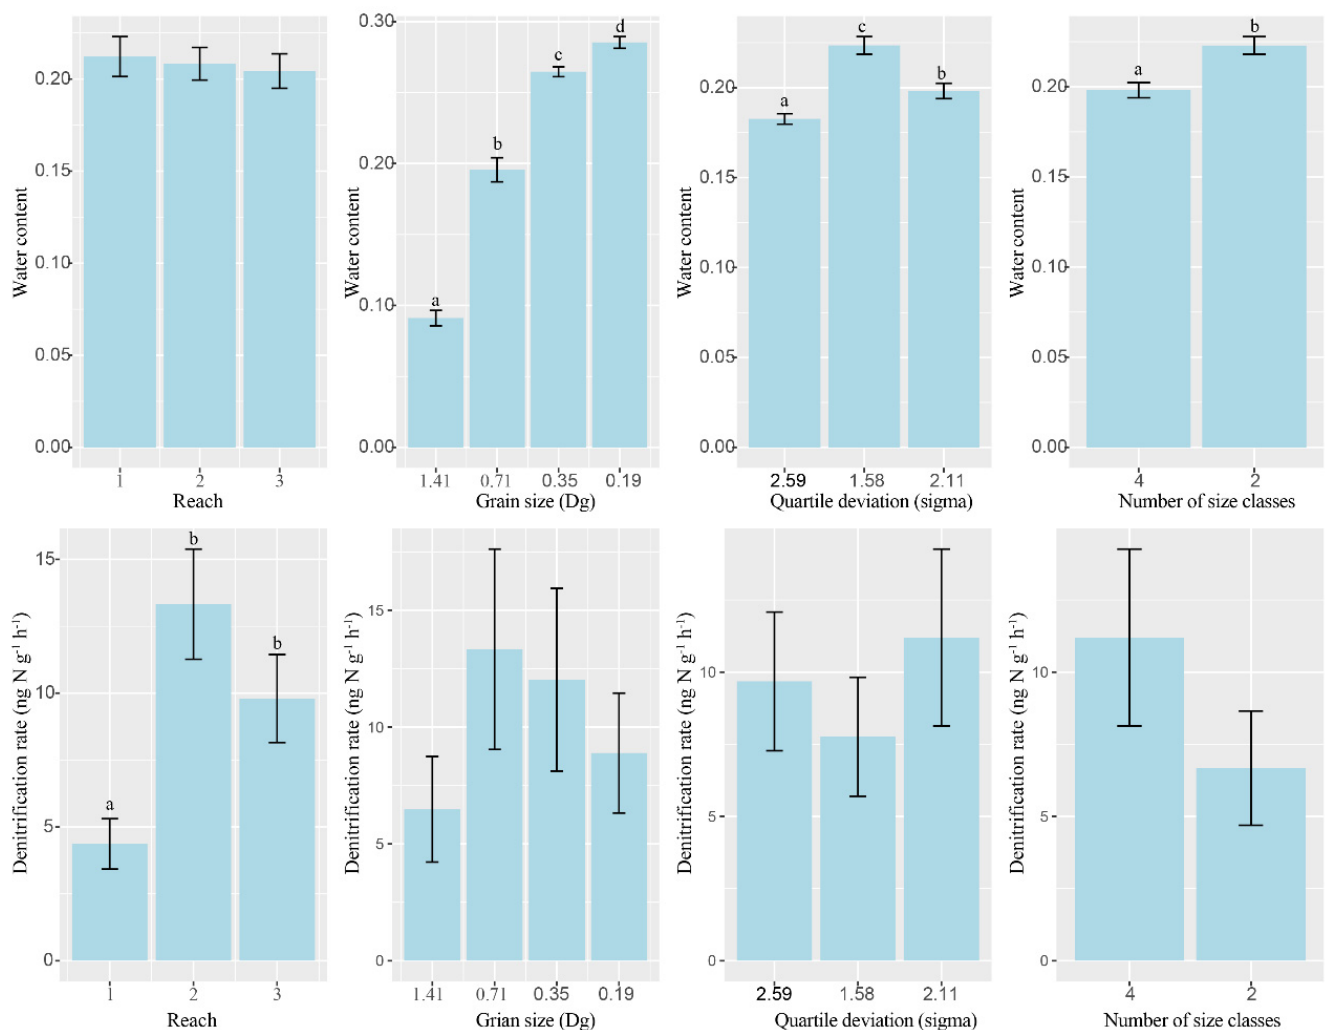 0.20
0.15
0.10
0.05
0.00
Water content
1 2 3
Reach
0.30
0.20
0.10
0.00
Water content
a b c d
1.41 0.71 0.35 0.19
Grain size (Dg)
0.20
0.15
0.10
0.05
0.00
Water content
a c b
2.59 1.58 2.11
Quartile deviation (sigma)
0.20
0.15
0.10
0.05
0.00
Water content
a b
4 2
Number of size classes
15
10
5
0
Denitrification rate (ng N g⁻¹ h⁻¹)
a b b
1 2 3
Reach
15
10
5
0
Denitrification rate (ng N g⁻¹ h⁻¹)
1.41 0.71 0.35 0.19
Grian size (Dg)
10
5
0
Denitrification rate (ng N g⁻¹ h⁻¹)
2.59 1.58 2.11
Quartile deviation (sigma)
10
5
0
Denitrification rate (ng N g⁻¹ h⁻¹)
4 2
Number of size classes